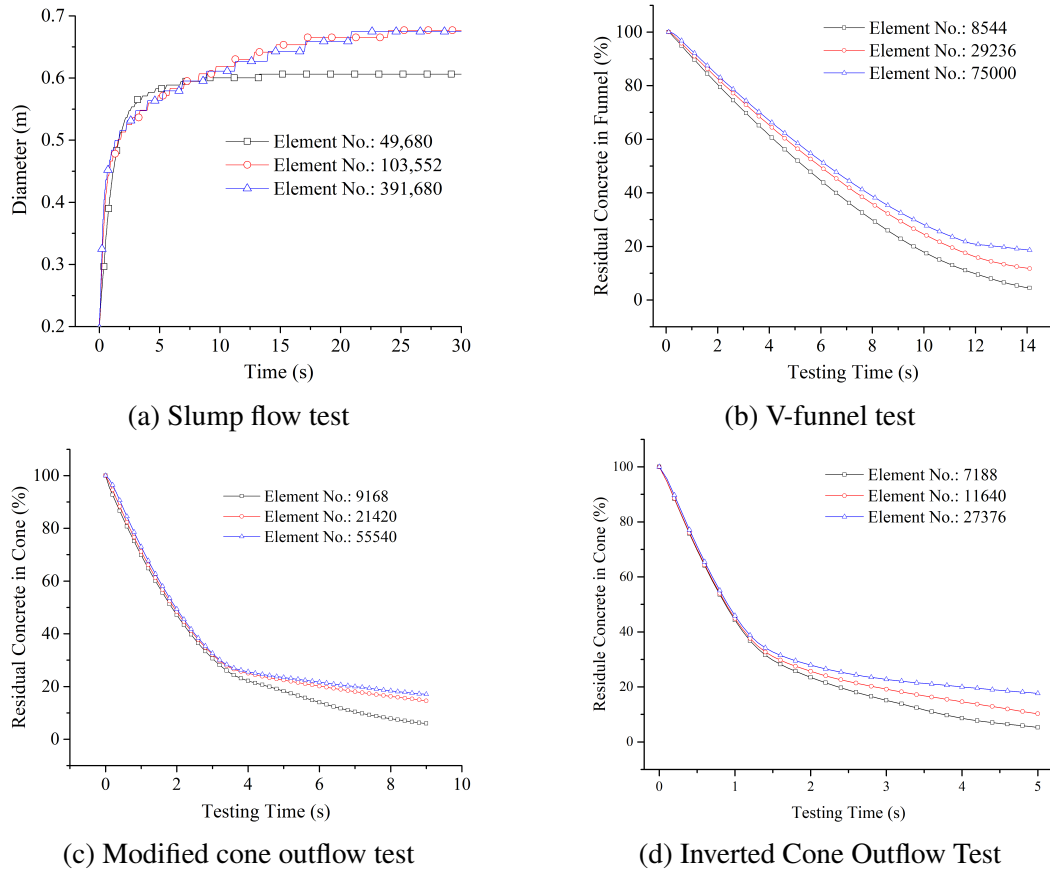 0.7
0.6
0.5
0.4
0.3
0.2
Diameter (m)
Element No.: 49,680
Element No.: 103,552
Element No.: 391,680
0 5 10 15 20 25 30
Time (s)
(a) Slump flow test
100
80
60
40
20
0
Residual Concrete in Funnel (%)
Element No.: 8544
Element No.: 29236
Element No.: 75000
0 2 4 6 8 10 12 14
Testing Time (s)
(b) V-funnel test
100
80
60
40
20
0
Residual Concrete in Cone (%)
Element No.: 9168
Element No.: 21420
Element No.: 55540
0 2 4 6 8 10
Testing Time (s)
(c) Modified cone outflow test
100
80
60
40
20
0
Residule Concrete in Cone (%)
Element No.: 7188
Element No.: 11640
Element No.: 27376
0 1 2 3 4 5
Testing Time (s)
(d) Inverted Cone Outflow Test